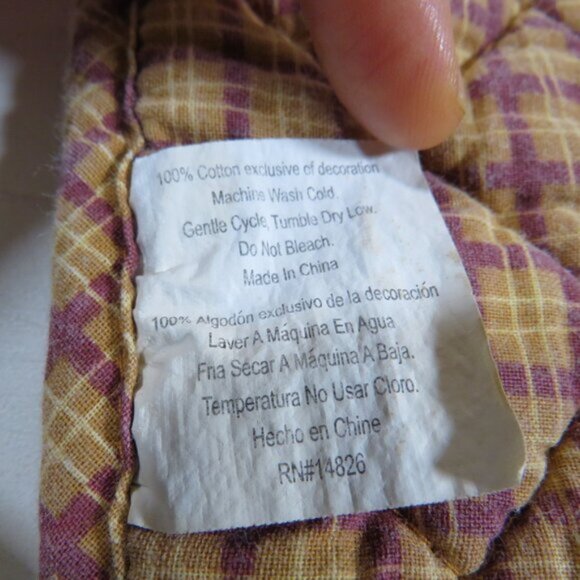 100% Cotton exclusive of decoration
Machine Wash Cold.
Gentle Cycle, Tumble Dry Low.
Do Not Bleach.
Made In China
100% Algodón exclusivo de la decoración
Laver A Máquina En Agua
Fria Secar A Máquina A Baja.
Temperatura No Usar Cloro.
Hecho en Chine
RN#14826